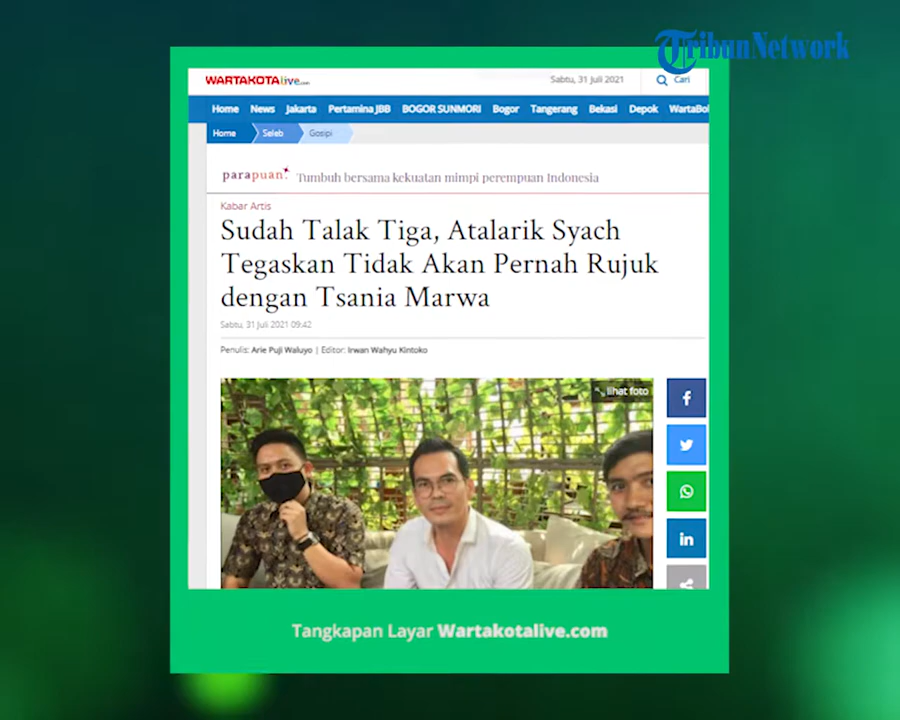 TribunNetwork
WARTAKOTAlive.com
Sabtu, 31 Juli 2021
Cari
Home News Jakarta Pertamina JBB BOGOR SUNMORI Bogor Tangerang Bekasi Depok WartaBol
Home Seleb Gosipi
parapuan. Tumbuh bersama kekuatan mimpi perempuan Indonesia
Kabar Artis
Sudah Talak Tiga, Atalarik Syach
Tegaskan Tidak Akan Pernah Rujuk
dengan Tsania Marwa
Sabtu, 31 Juli 2021 09:42
Penulis: Arie Puji Waluyo | Editor: Irwan Wahyu Kintoko
lihat foto
f
in
Tangkapan Layar Wartakotalive.com